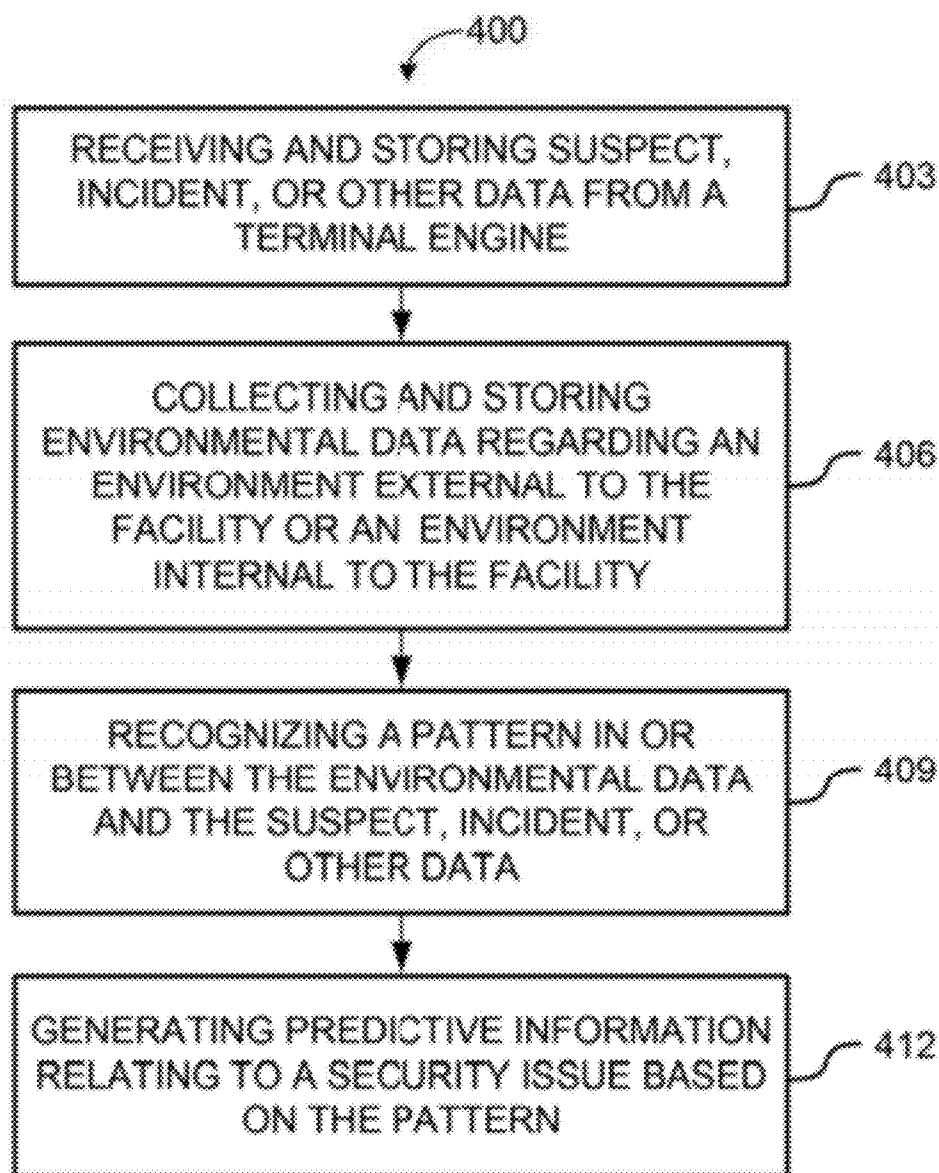 400
RECEIVING AND STORING SUSPECT,
INCIDENT, OR OTHER DATA FROM A
TERMINAL ENGINE
403
COLLECTING AND STORING
ENVIRONMENTAL DATA REGARDING AN
ENVIRONMENT EXTERNAL TO THE
FACILITY OR AN ENVIRONMENT
INTERNAL TO THE FACILITY
406
RECOGNIZING A PATTERN IN OR
BETWEEN THE ENVIRONMENTAL DATA
AND THE SUSPECT, INCIDENT, OR
OTHER DATA
409
GENERATING PREDICTIVE INFORMATION
RELATING TO A SECURITY ISSUE BASED
ON THE PATTERN
412